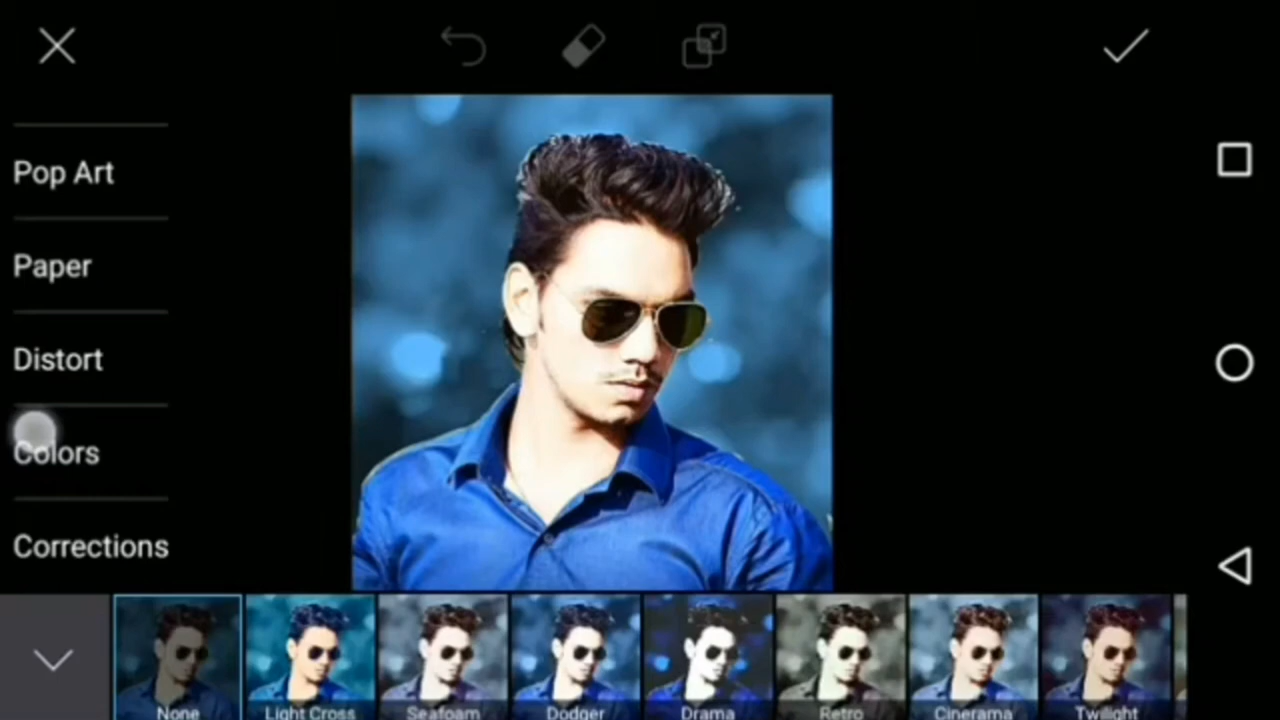 Pop Art
Paper
Distort
Colors
Corrections
None
Light Cross
Seafoam
Dodger
Drama
Retro
Cinerama
Twilight